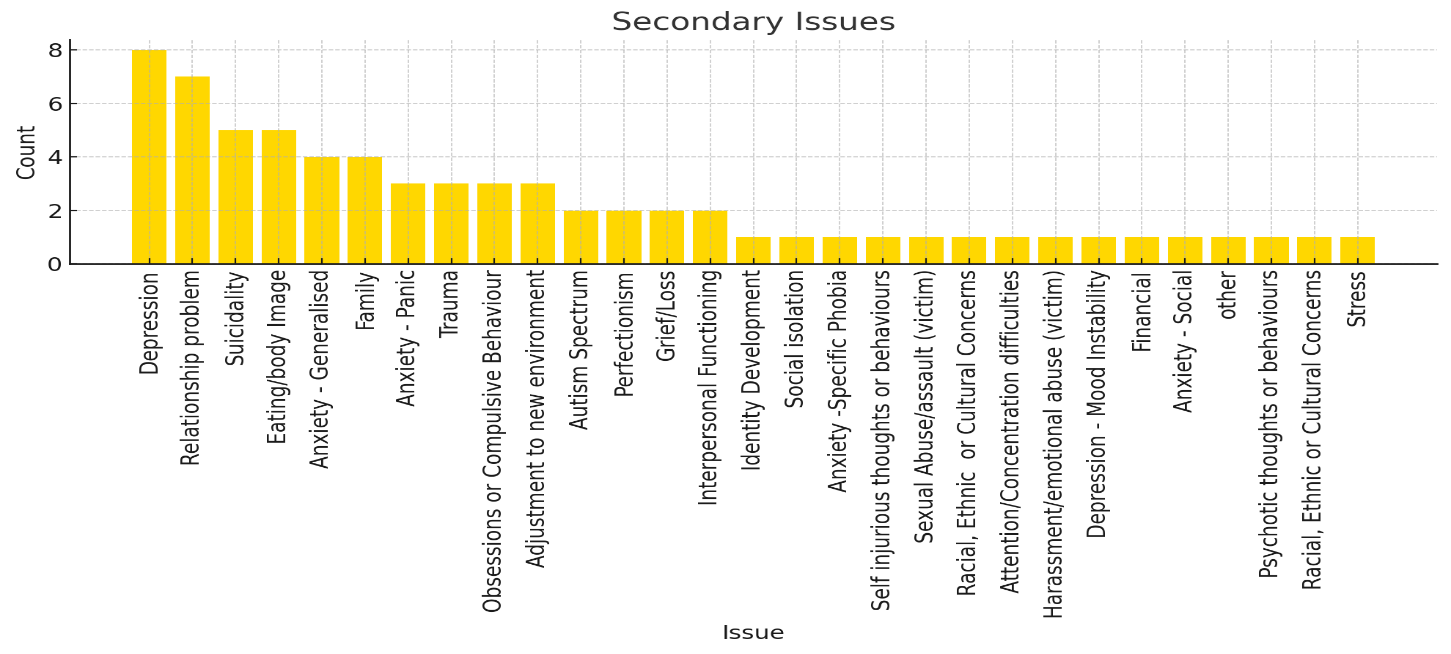 Secondary Issues
Count
8
6
4
2
0
Depression
Relationship problem
Suicidality
Eating/body Image
Anxiety - Generalised
Family
Anxiety - Panic
Trauma
Obsessions or Compulsive Behaviour
Adjustment to new environment
Autism Spectrum
Perfectionism
Grief/Loss
Interpersonal Functioning
Identity Development
Social isolation
Anxiety -Specific Phobia
Self injurious thoughts or behaviours
Sexual Abuse/assault (victim)
Racial, Ethnic  or Cultural Concerns
Attention/Concentration difficulties
Harassment/emotional abuse (victim)
Depression - Mood Instability
Financial
Anxiety - Social
other
Psychotic thoughts or behaviours
Racial, Ethnic or Cultural Concerns
Stress
Issue